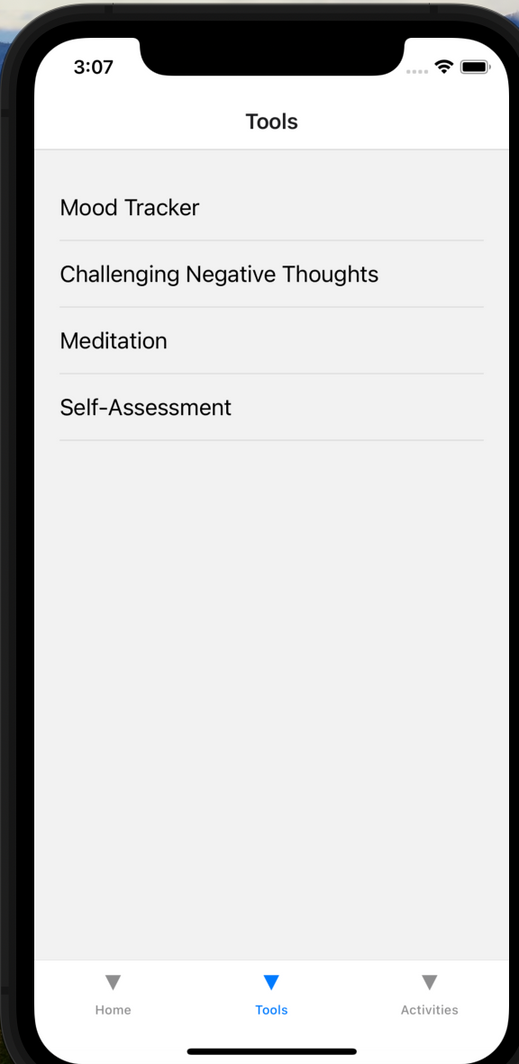 3:07
Tools
Mood Tracker
Challenging Negative Thoughts
Meditation
Self-Assessment
Home
Tools
Activities